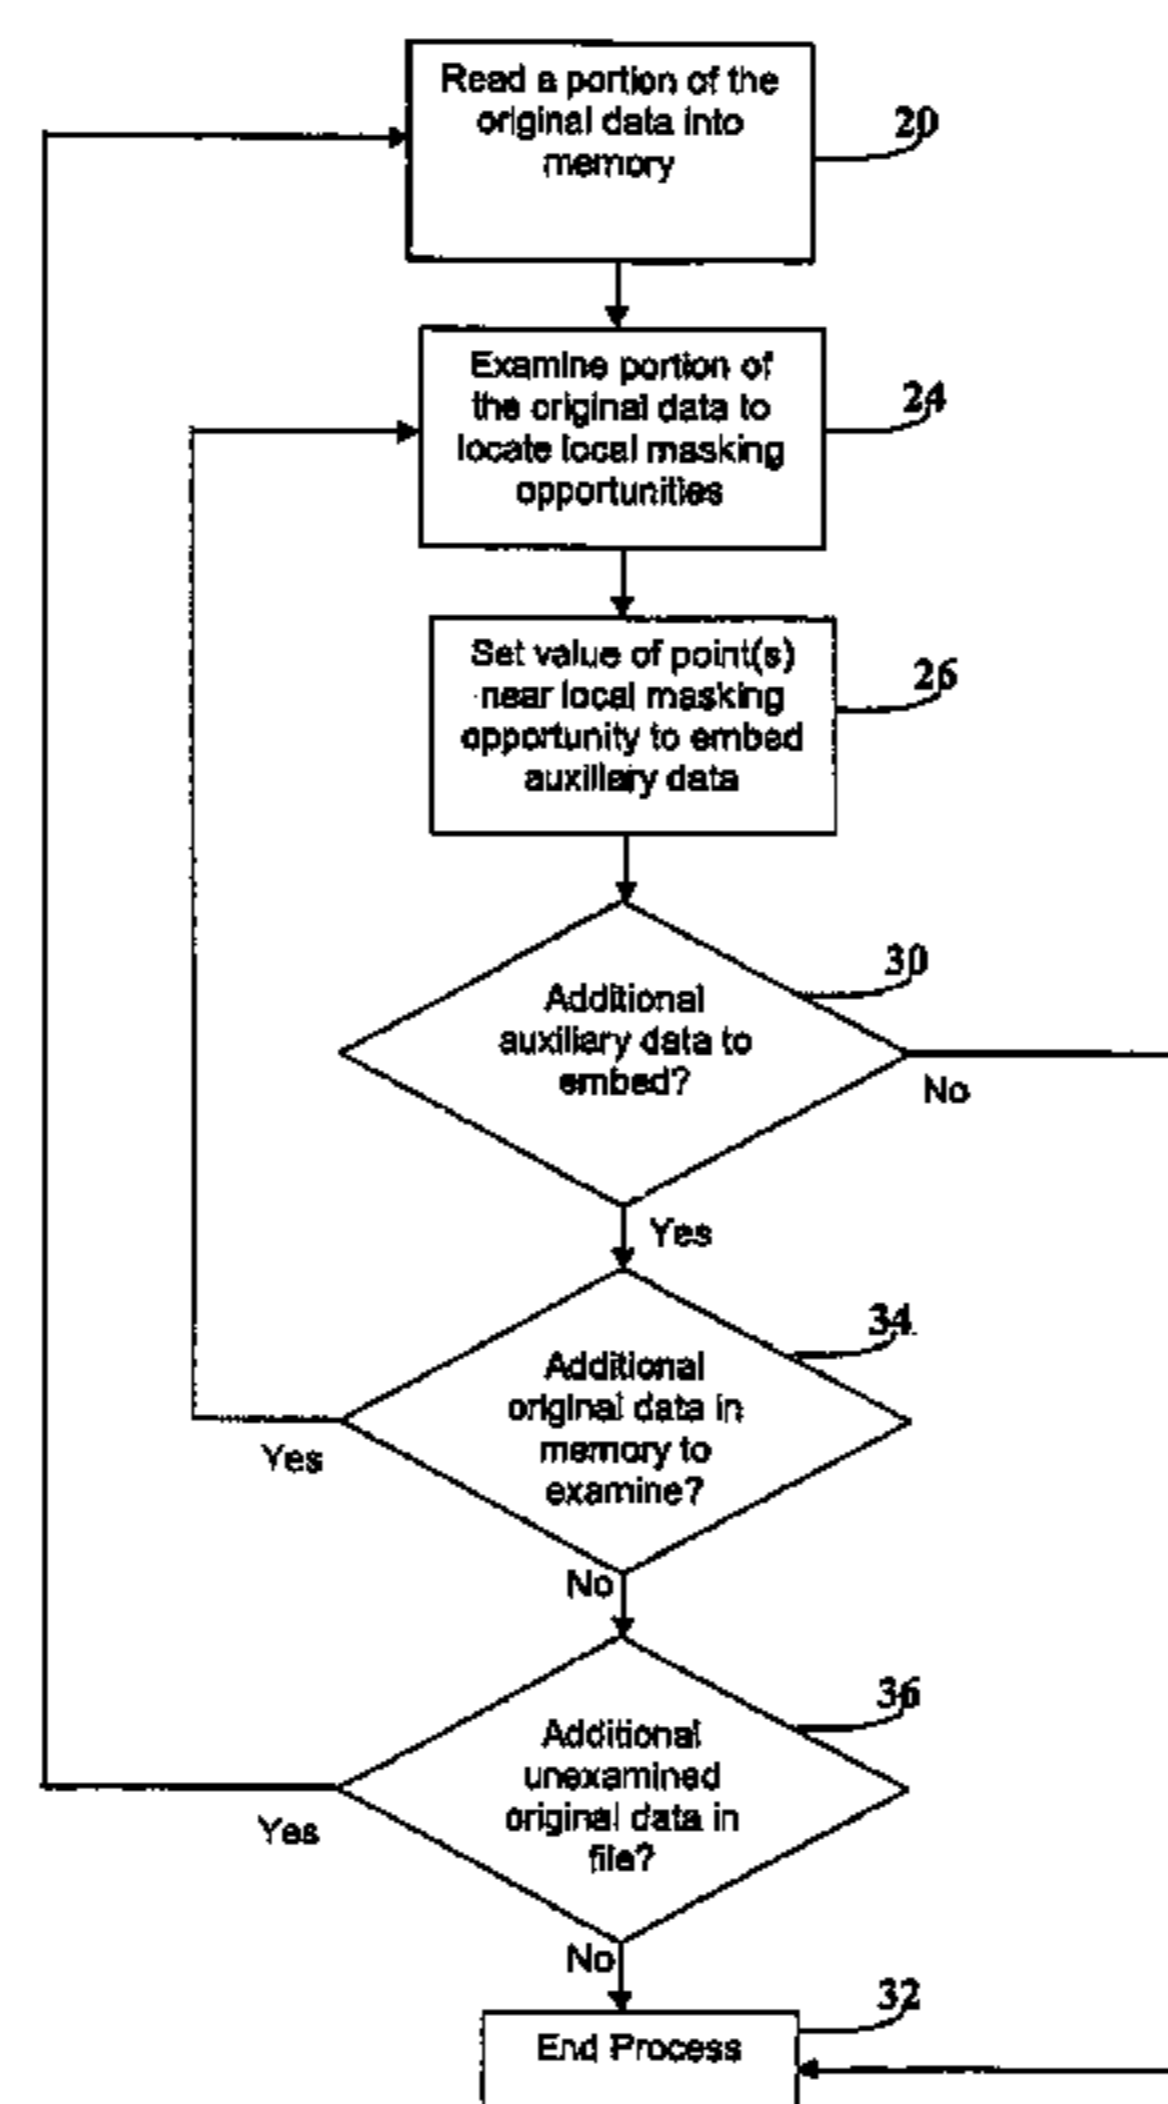 Read a portion of the
original data into
memory
20
Examine portion of
the original data to
locate local masking
opportunities
24
Set value of point(s)
near local masking
opportunity to embed
auxiliary data
26
Additional
auxiliary data to
embed?
30
No
Yes
Additional
original data in
memory to
examine?
34
Yes
No
Additional
unexamined
original data in
file?
36
Yes
No
End Process
32